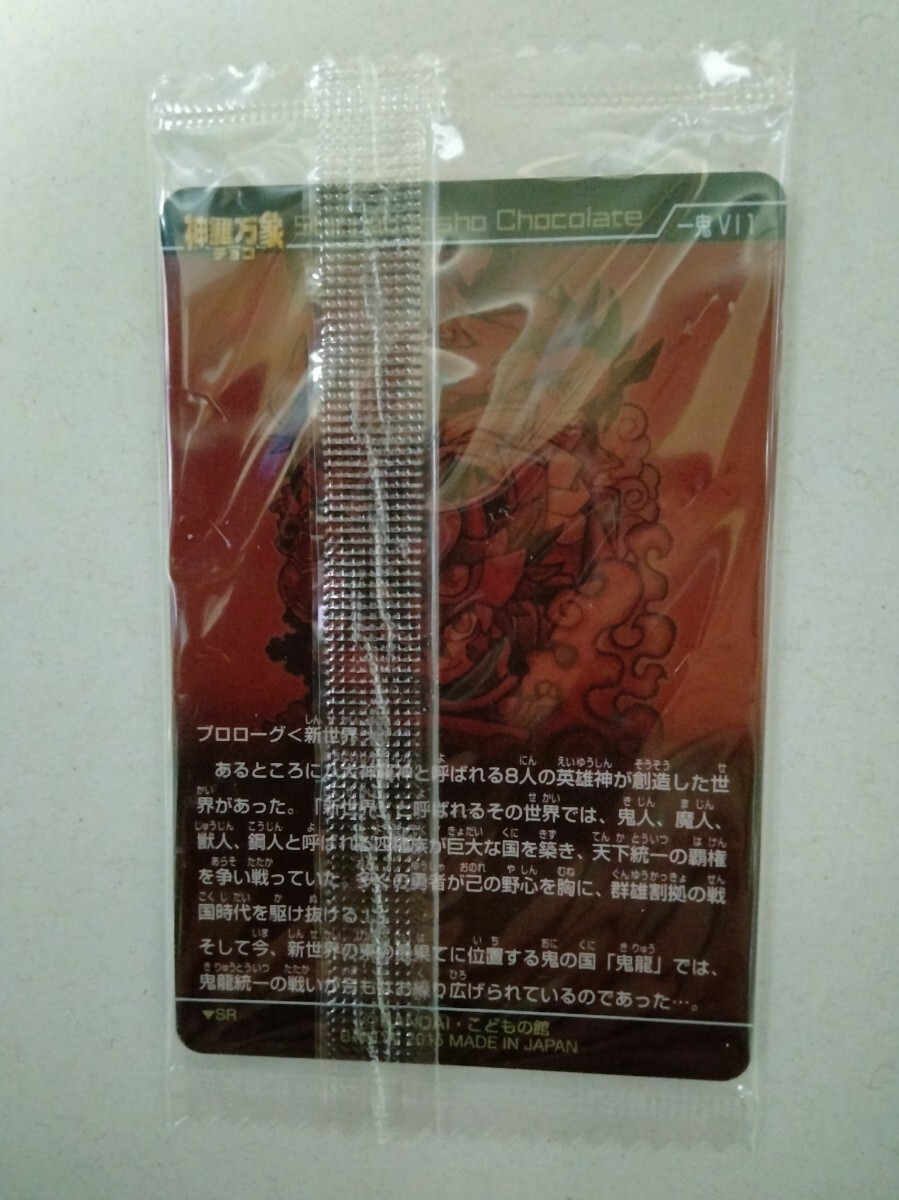 神羅万象 チョコ Chocolate 一鬼 VI 1
プロローグ<新世界>
あるところに 神と呼ばれる8人の英雄神が創造した世
界があった。「新世界」と呼ばれるその世界では、鬼人、魔人、
獣人、鋼人と呼ばれる四 族が巨大な国を築き、天下統一の覇権
を争い戦っていた。多くの勇者が己の野心を胸に、群雄割拠の戦
国時代を駆け抜ける…。
そして今、新世界の東の最果てに位置する鬼の国「鬼龍」では、
鬼龍統一の戦いが今もなお繰り広げられているのであった…。
▼SR
BANDAI・こどもの館
MADE IN JAPAN